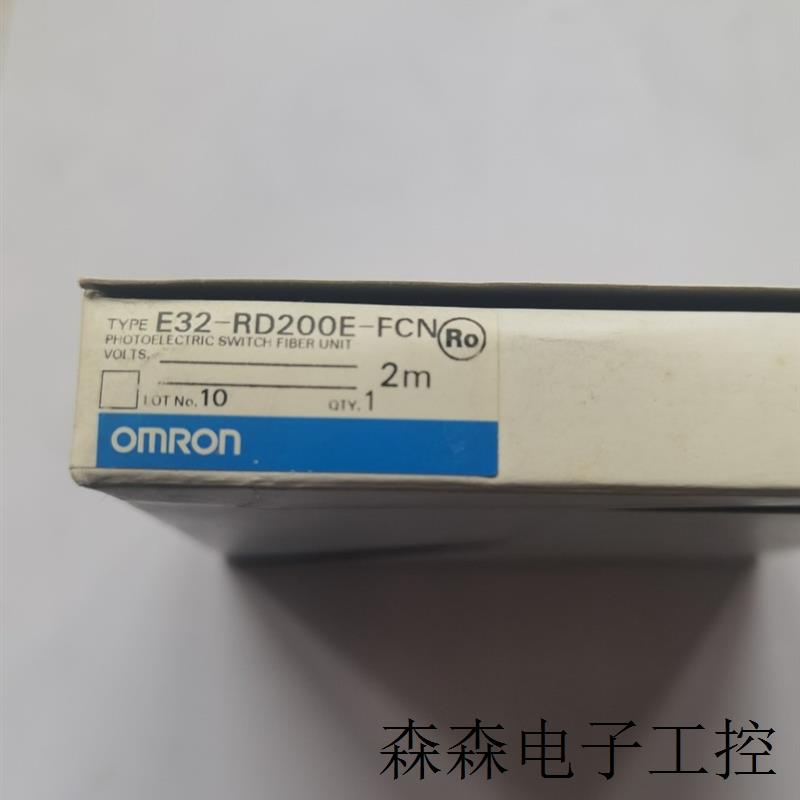 TYPE E32-RD200E-FCN Ro
PHOTOELECTRIC SWITCH FIBER UNIT
VOLTS.
2m
LOT No. 10 QTY. 1
OMRON
森森电子工控